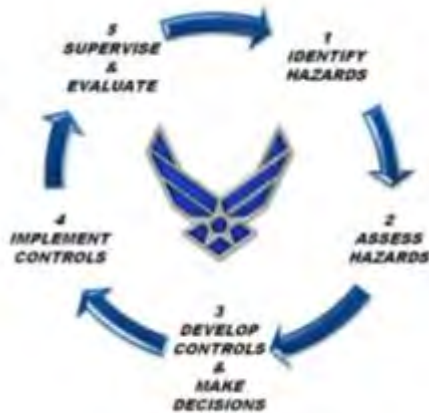 1
IDENTIFY
HAZARDS
2
ASSESS
HAZARDS
3
DEVELOP
CONTROLS
&
MAKE
DECISIONS
4
IMPLEMENT
CONTROLS
5
SUPERVISE
&
EVALUATE